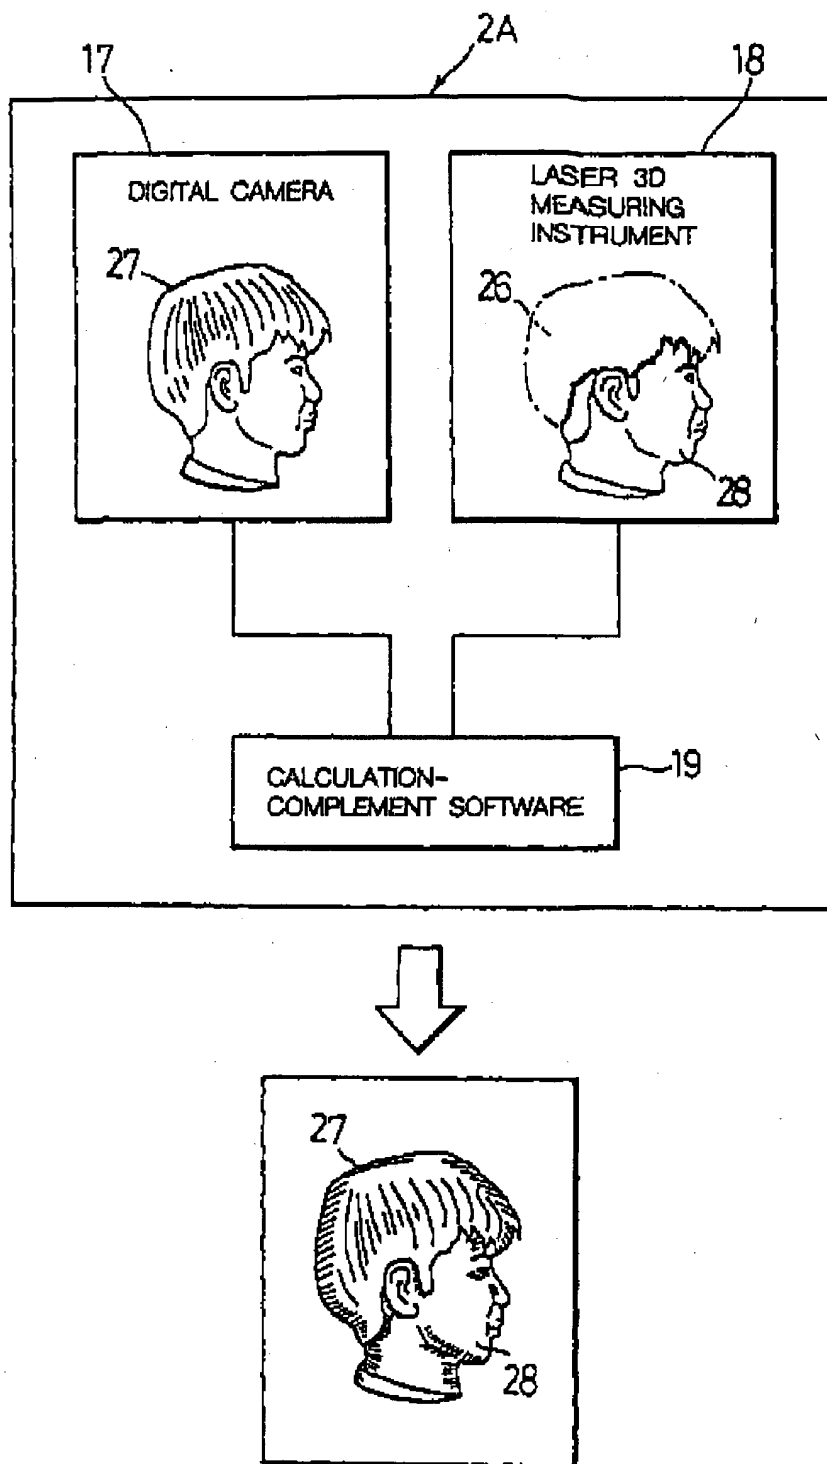 2A
17
18
DIGITAL CAMERA
LASER 3D
MEASURING
INSTRUMENT
27
26
28
CALCULATION-
COMPLEMENT SOFTWARE
19
27
28